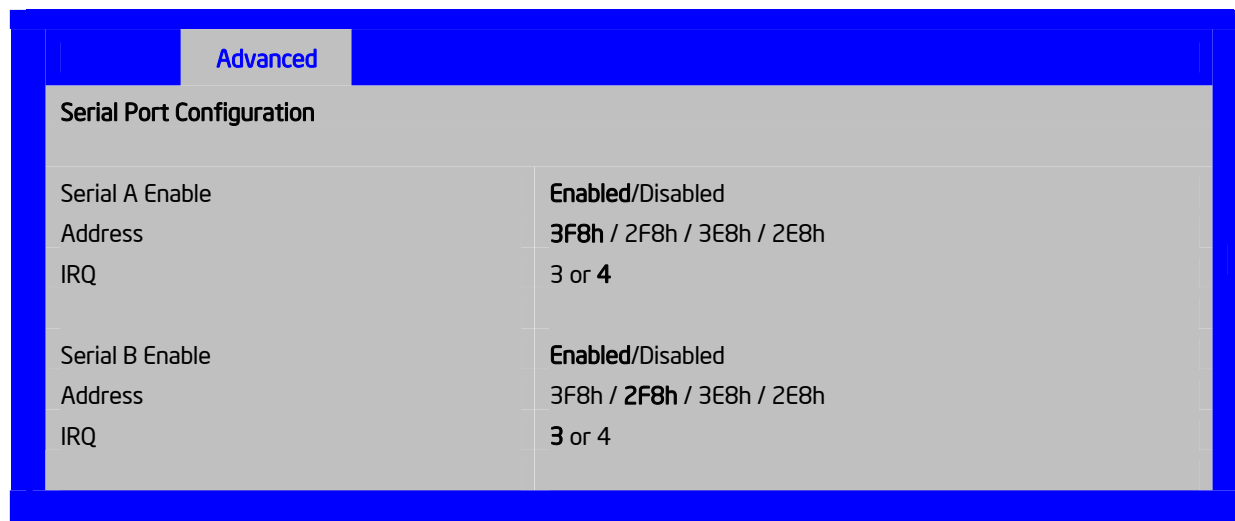 Advanced
Serial Port Configuration
Serial A Enable Enabled/Disabled
Address 3F8h / 2F8h / 3E8h / 2E8h
IRQ 3 or 4
Serial B Enable Enabled/Disabled
Address 3F8h / 2F8h / 3E8h / 2E8h
IRQ 3 or 4